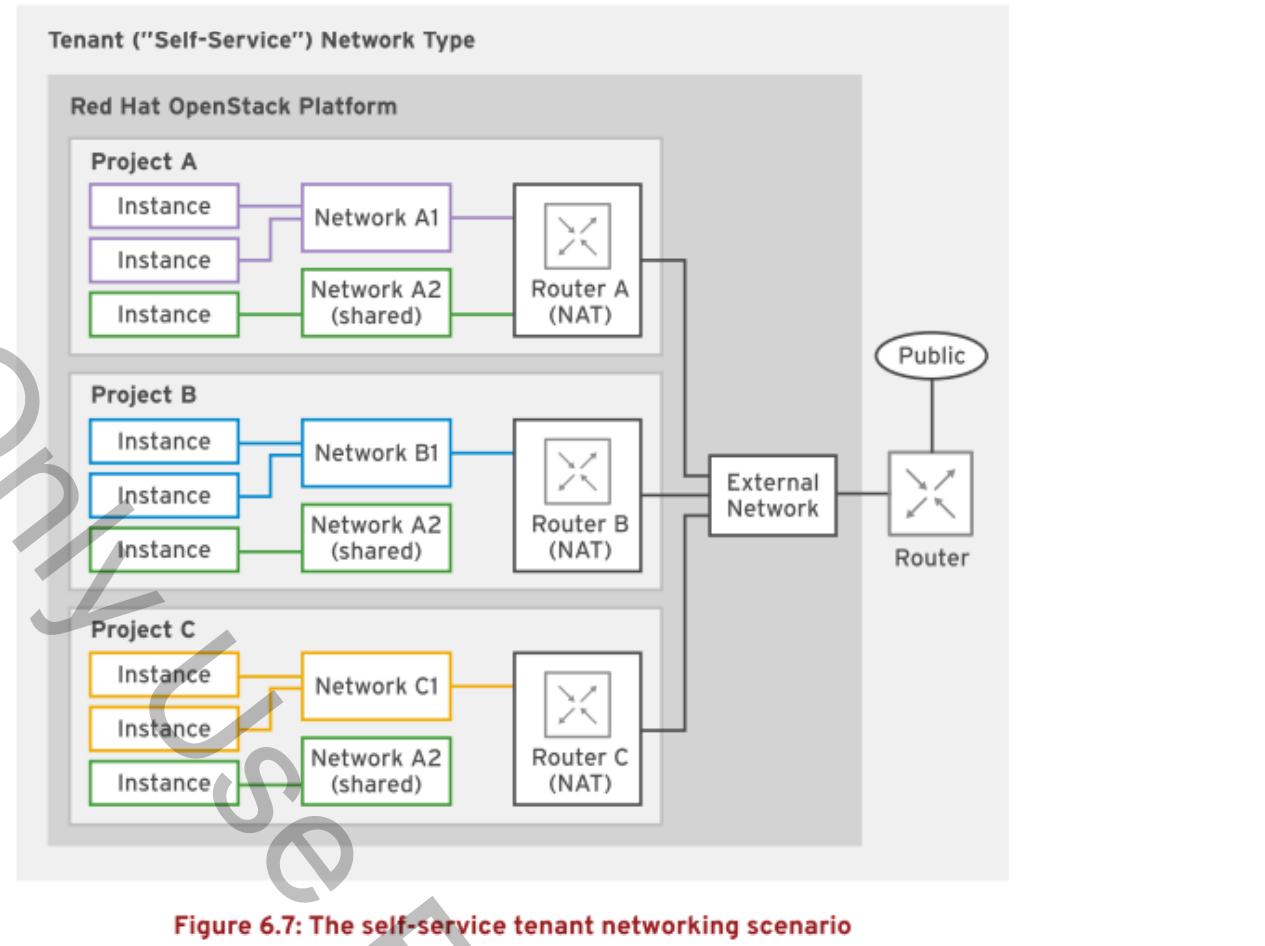 Tenant ("Self-Service") Network Type
Red Hat OpenStack Platform
Project A
Instance
Instance
Instance
Network A1
Network A2
(shared)
Router A
(NAT)
Project B
Instance
Instance
Instance
Network B1
Network A2
(shared)
Router B
(NAT)
Project C
Instance
Instance
Instance
Network C1
Network A2
(shared)
Router C
(NAT)
External
Network
Public
Router
Only Use
Figure 6.7: The self-service tenant networking scenario